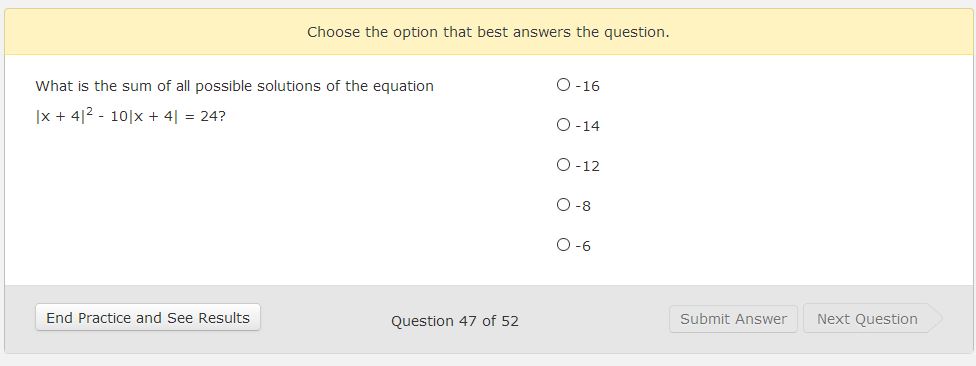 Choose the option that best answers the question.
What is the sum of all possible solutions of the equation
|x + 4|² - 10|x + 4| = 24?
-16
-14
-12
-8
-6
End Practice and See Results
Question 47 of 52
Submit Answer
Next Question